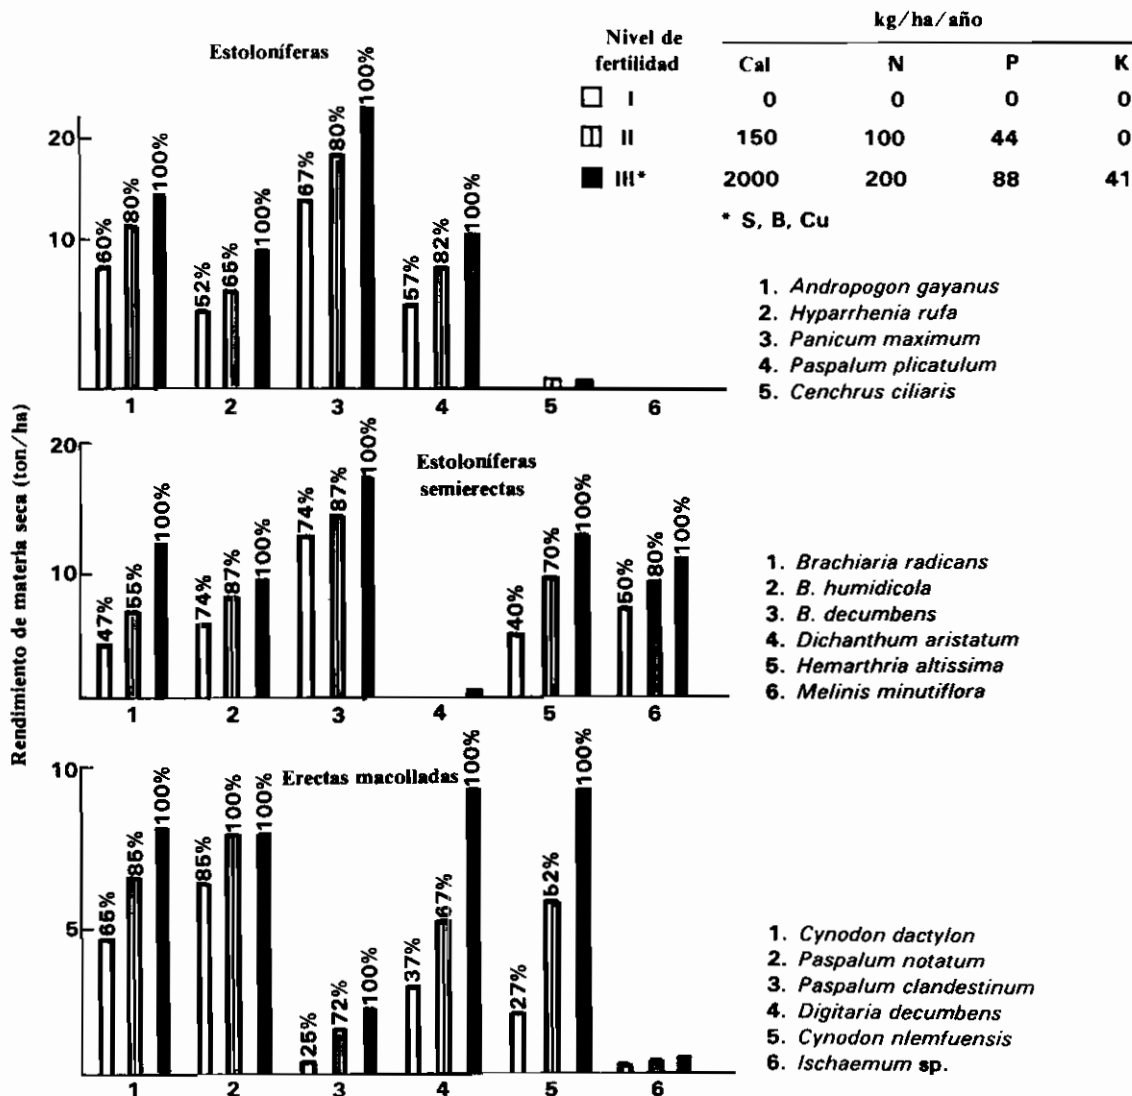 Estoloníferas
Nivel de fertilidad
kg/ha/año
Cal N P K
I 0 0 0 0
II 150 100 44 0
III* 2000 200 88 41
* S, B, Cu
Rendimiento de materia seca (ton/ha)
20
10
60% 80% 100%
52% 65% 100%
67% 80% 100%
57% 82% 100%
1 2 3 4 5 6
1. Andropogon gayanus
2. Hyparrhenia rufa
3. Panicum maximum
4. Paspalum plicatulum
5. Cenchrus ciliaris
Estoloníferas
semierectas
20
10
47% 55% 100%
74% 87% 100%
74% 87% 100%
40% 70% 100%
50% 80% 100%
1 2 3 4 5 6
1. Brachiaria radicans
2. B. humidicola
3. B. decumbens
4. Dichanthum aristatum
5. Hemarthria altissima
6. Melinis minutiflora
Erectas macolladas
10
5
65% 85% 100%
85% 100% 100%
25% 72% 100%
37% 67% 100%
27% 52% 100%
1 2 3 4 5 6
1. Cynodon dactylon
2. Paspalum notatum
3. Paspalum clandestinum
4. Digitaria decumbens
5. Cynodon nlemfuensis
6. Ischaemum sp.